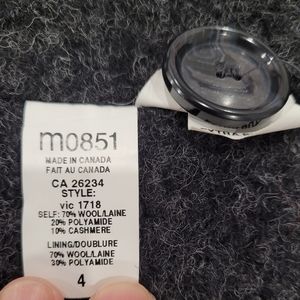 m0851
MADE IN CANADA
FAIT AU CANADA
CA 26234
STYLE:
vic 1718
SELF: 70% WOOL/LAINE
20% POLYAMIDE
10% CASHMERE
LINING/DOUBLURE
70% WOOL/LAINE
30% POLYAMIDE
4